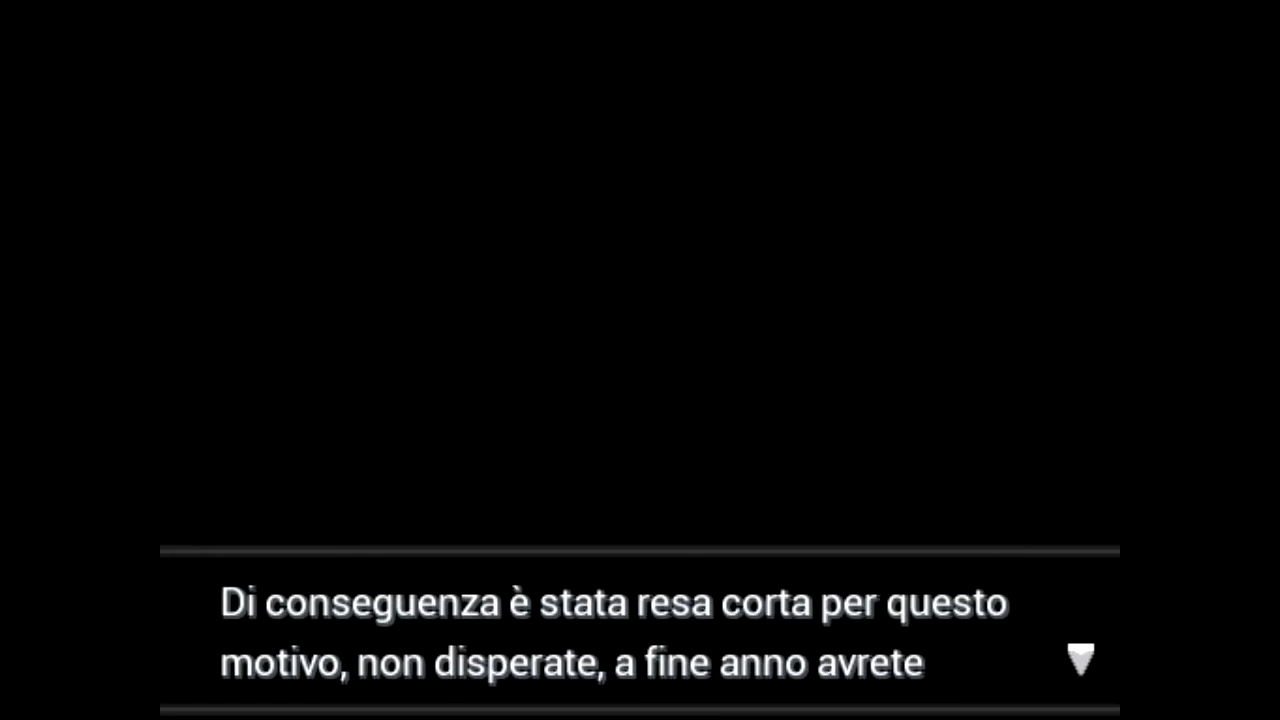 Di conseguenza è stata resa corta per questo
motivo, non disperate, a fine anno avrete